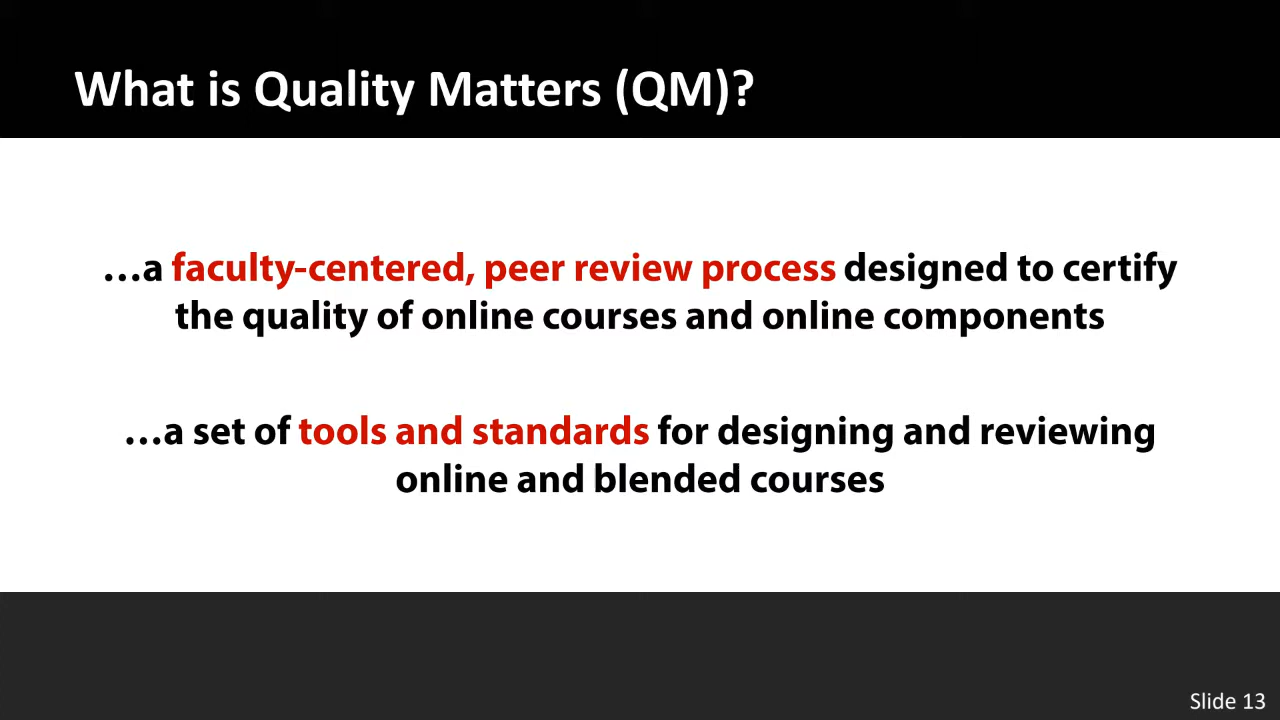 What is Quality Matters (QM)?
…a faculty-centered, peer review process designed to certify
the quality of online courses and online components
…a set of tools and standards for designing and reviewing
online and blended courses
Slide 13